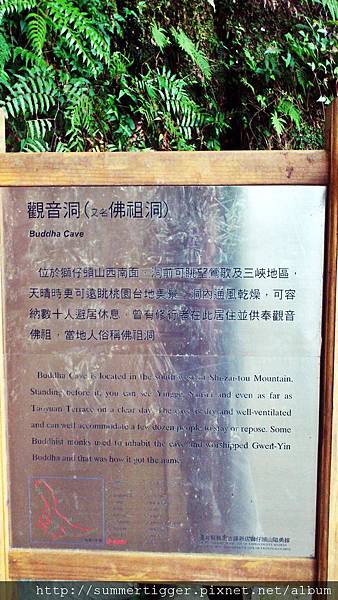 觀音洞(又名佛祖洞)
Buddha Cave
位於獅仔頭山西南面。洞前可眺望鶯歌及三峽地區，
天晴時更可遠眺桃園台地美景。洞內通風乾燥，可容
納數十人避居休息。曾有修行者在此居住並供奉觀音
佛祖，當地人俗稱佛祖洞
Buddha Cave is located in the southwest of Shi-zai-tou Mountain.
Standing before it, you can see Yingge, Sansia and even as far as
Taoyuan Terrace on a clear day. The cave is dry and well-ventilated
and can well accommodate a few dozen people to stay or repose. Some
Buddhist monks used to inhabit the cave and worshipped Gwen-Yin
Buddha and that was how it got the name
http://summertigger.pixnet.net/album